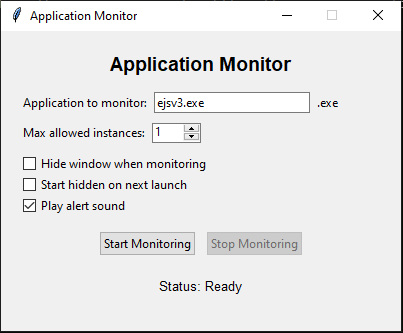 Application Monitor
Application Monitor
Application to monitor: ejsv3.exe .exe
Max allowed instances: 1
Hide window when monitoring
Start hidden on next launch
Play alert sound
Start Monitoring Stop Monitoring
Status: Ready